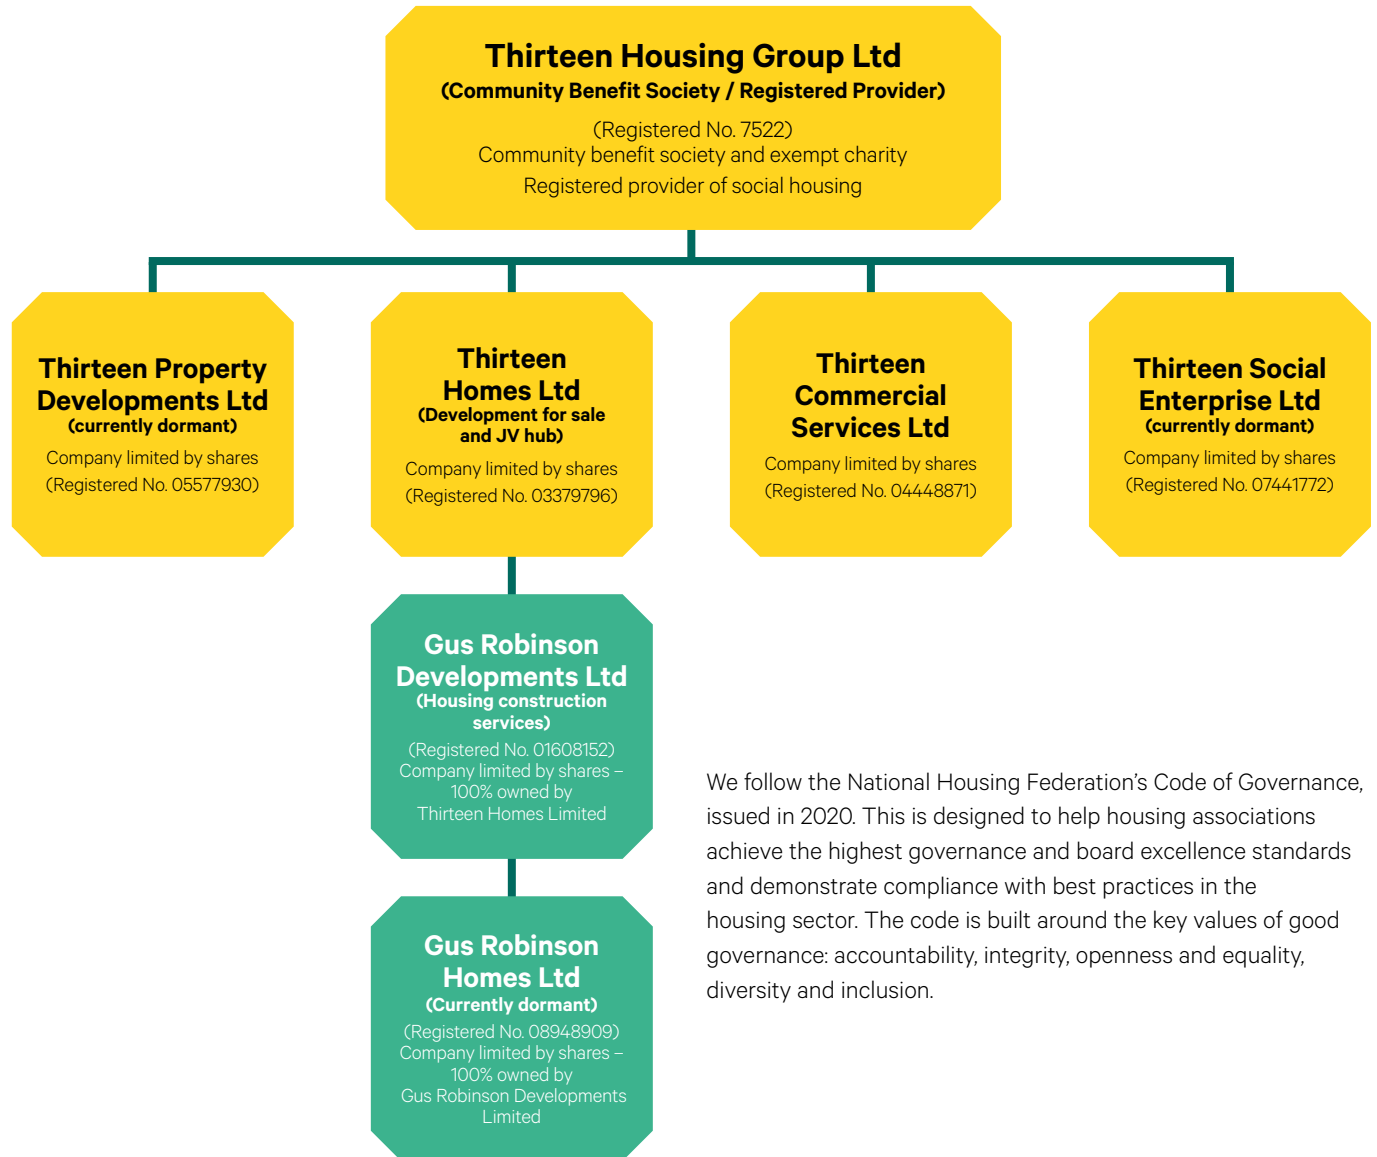 Thirteen Housing Group Ltd
(Community Benefit Society / Registered Provider)
(Registered No. 7522)
Community benefit society and exempt charity
Registered provider of social housing
Thirteen Property
Developments Ltd
(currently dormant)
Company limited by shares
(Registered No. 05577930)
Thirteen
Homes Ltd
(Development for sale
and JV hub)
Company limited by shares
(Registered No. 03379796)
Thirteen
Commercial
Services Ltd
Company limited by shares
(Registered No. 04448871)
Thirteen Social
Enterprise Ltd
(currently dormant)
Company limited by shares
(Registered No. 07441772)
Gus Robinson
Developments Ltd
(Housing construction
services)
(Registered No. 01608152)
Company limited by shares –
100% owned by
Thirteen Homes Limited
Gus Robinson
Homes Ltd
(Currently dormant)
(Registered No. 08948909)
Company limited by shares –
100% owned by
Gus Robinson Developments
Limited
We follow the National Housing Federation’s Code of Governance,
issued in 2020. This is designed to help housing associations
achieve the highest governance and board excellence standards
and demonstrate compliance with best practices in the
housing sector. The code is built around the key values of good
governance: accountability, integrity, openness and equality,
diversity and inclusion.